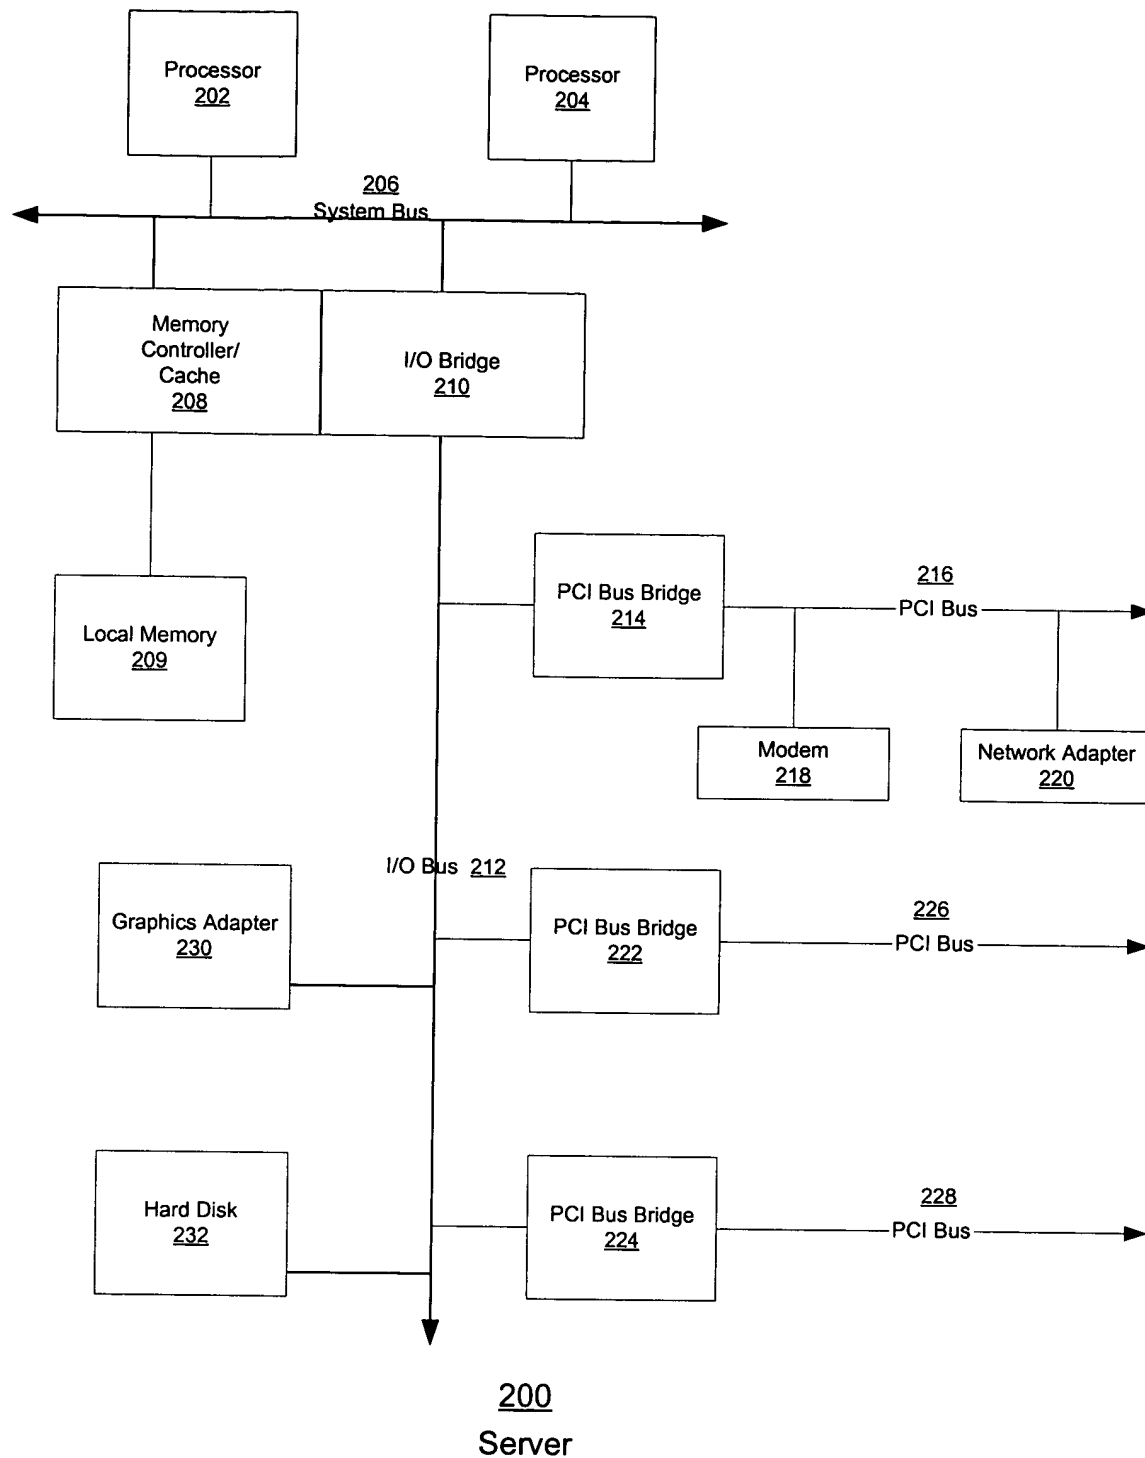 Processor
202
Processor
204
206
System Bus
Memory
Controller/
Cache
208
I/O Bridge
210
Local Memory
209
PCI Bus Bridge
214
216
PCI Bus
Modem
218
Network Adapter
220
I/O Bus 212
Graphics Adapter
230
PCI Bus Bridge
222
226
PCI Bus
Hard Disk
232
PCI Bus Bridge
224
228
PCI Bus
200
Server